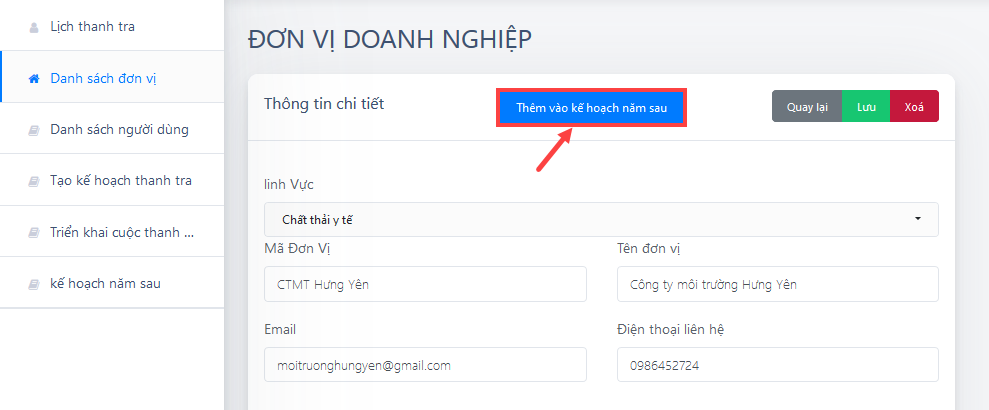 Lịch thanh tra
Danh sách đơn vị
Danh sách người dùng
Tạo kế hoạch thanh tra
Triển khai cuộc thanh ...
kế hoạch năm sau
ĐƠN VỊ DOANH NGHIỆP
Thông tin chi tiết
Thêm vào kế hoạch năm sau
Quay lại
Lưu
Xoá
lình Vực
Chất thải y tế
Mã Đơn Vị
Tên đơn vị
CTMT Hưng Yên
Công ty môi trường Hưng Yên
Email
Điện thoại liên hệ
moitruonghungyen@gmail.com
0986452724